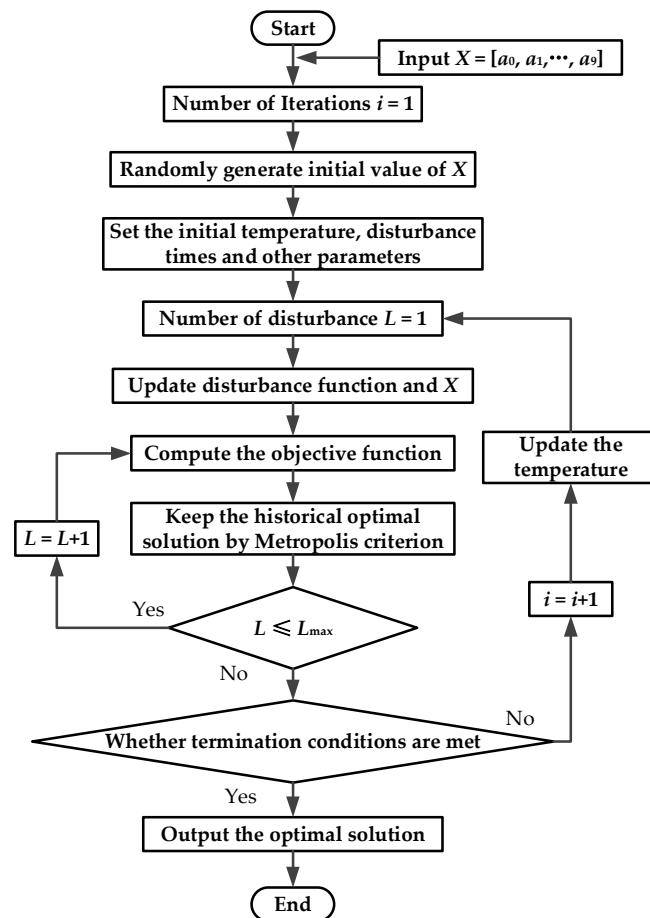 Start
Input X = [a₀, a₁,···, a₉]
Number of Iterations i = 1
Randomly generate initial value of X
Set the initial temperature, disturbance
times and other parameters
Number of disturbance L = 1
Update disturbance function and X
Compute the objective function
Update the
temperature
Keep the historical optimal
solution by Metropolis criterion
L = L+1
i = i+1
Yes
L ⩽ Lmax
No
No
Whether termination conditions are met
Yes
Output the optimal solution
End